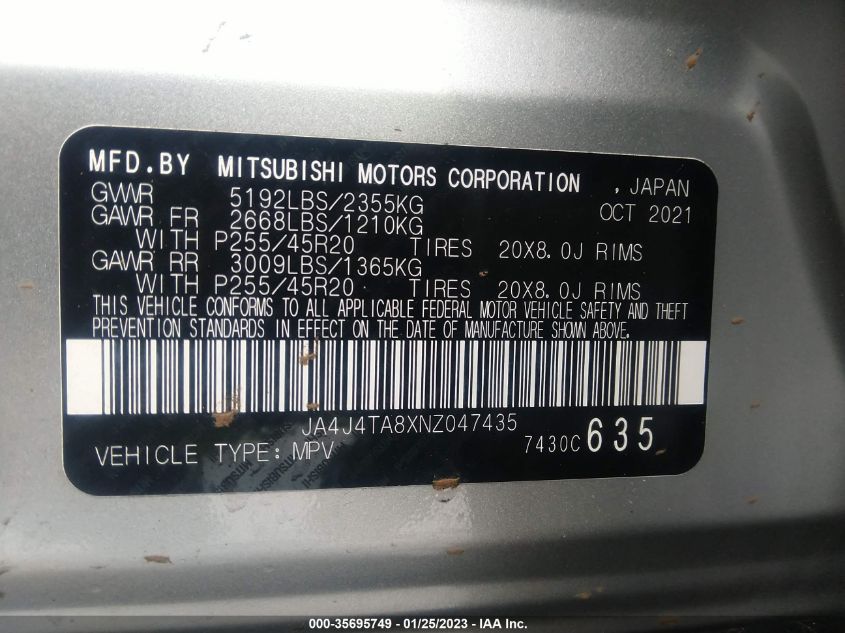 MFD.BY MITSUBISHI MOTORS CORPORATION , JAPAN
GVWR 5192LBS/2355KG OCT 2021
GAWR FR 2668LBS/1210KG
WITH P255/45R20 TIRES 20X8.0J RIMS
GAWR RR 3009LBS/1365KG
WITH P255/45R20 TIRES 20X8.0J RIMS
THIS VEHICLE CONFORMS TO ALL APPLICABLE FEDERAL MOTOR VEHICLE SAFETY AND THEFT
PREVENTION STANDARDS IN EFFECT ON THE DATE OF MANUFACTURE SHOWN ABOVE.
JA4J4TA8XNZ047435
VEHICLE TYPE: MPV 7430C 635
MITSUBISHI
000-35695749 / 01/25/2023 / IAA Inc.